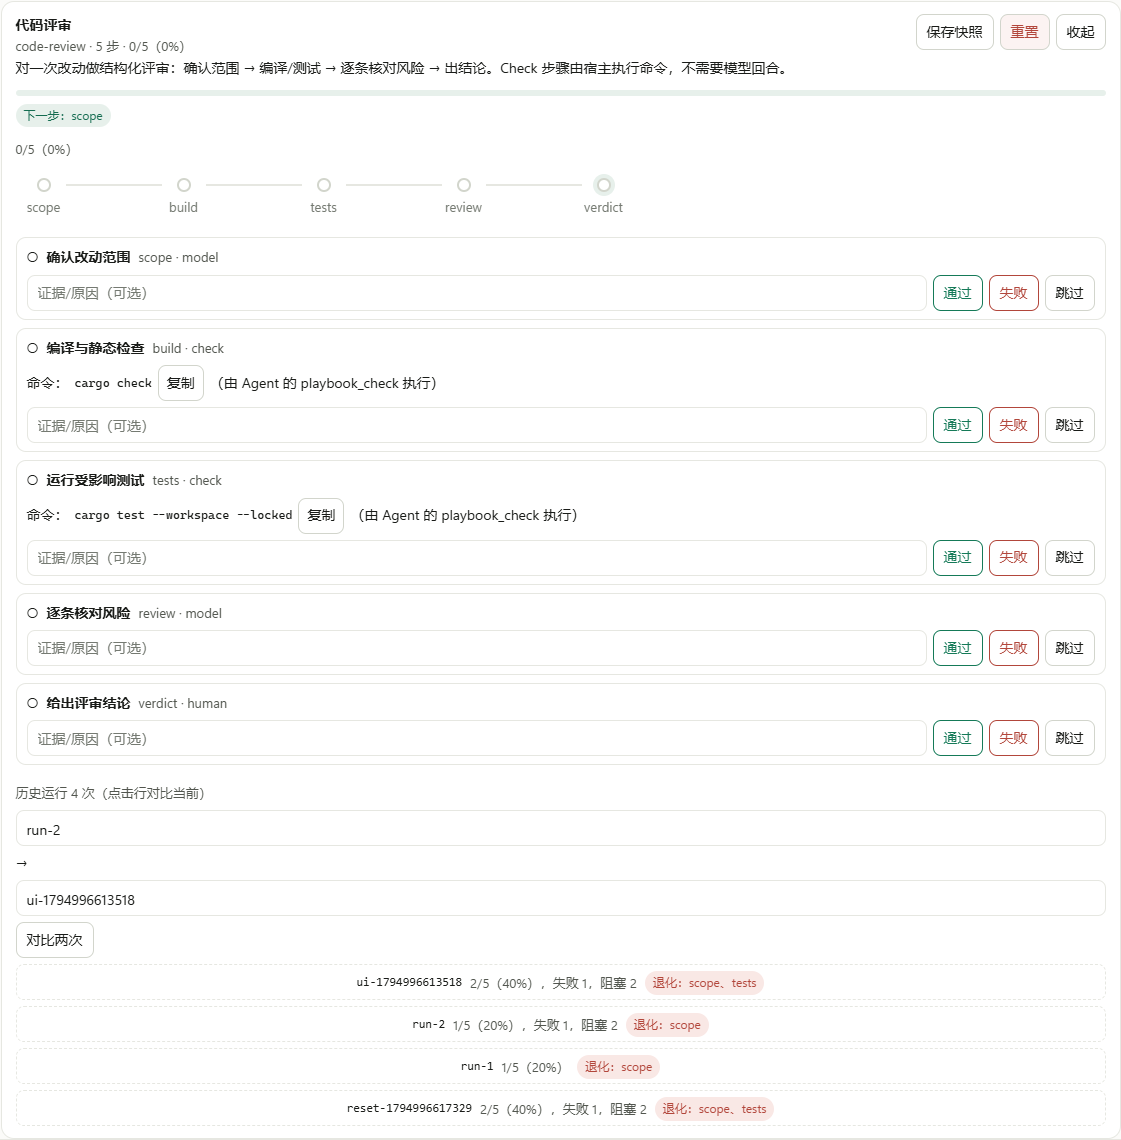 代码评审
保存快照 重置 收起
code-review · 5 步 · 0/5（0%）
对一次改动做结构化评审：确认范围 → 编译/测试 → 逐条核对风险 → 出结论。Check 步骤由宿主执行命令，不需要模型回合。
下一步：scope
0/5（0%）
scope build tests review verdict
确认改动范围 scope · model
证据/原因（可选） 通过 失败 跳过
编译与静态检查 build · check
命令： cargo check 复制 （由 Agent 的 playbook_check 执行）
证据/原因（可选） 通过 失败 跳过
运行受影响测试 tests · check
命令： cargo test --workspace --locked 复制 （由 Agent 的 playbook_check 执行）
证据/原因（可选） 通过 失败 跳过
逐条核对风险 review · model
证据/原因（可选） 通过 失败 跳过
给出评审结论 verdict · human
证据/原因（可选） 通过 失败 跳过
历史运行 4 次（点击行对比当前）
run-2
→
ui-1794996613518
对比两次
ui-1794996613518 2/5（40%），失败 1，阻塞 2 退化：scope、tests
run-2 1/5（20%），失败 1，阻塞 2 退化：scope
run-1 1/5（20%） 退化：scope
reset-1794996617329 2/5（40%），失败 1，阻塞 2 退化：scope、tests